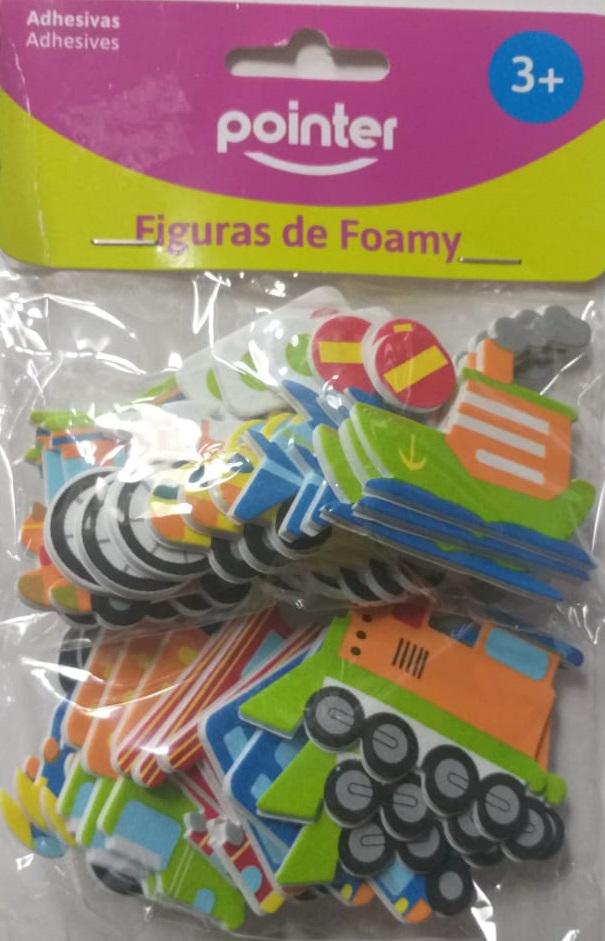 Adhesivas
Adhesives
3+
pointer
Figuras de Foamy